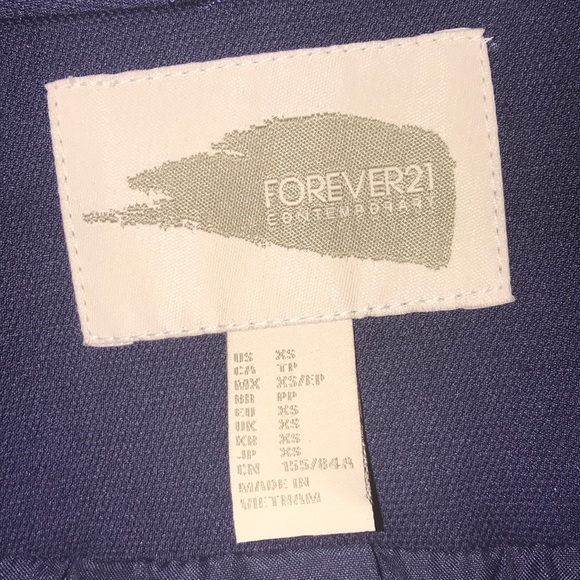 FOREVER21
CONTEMPORARY
US XS
CA TP
MX XS/EP
BR PP
EU XS
UK XS
KR XS
JP XS
CN 155/84A
MADE IN
VIETNAM